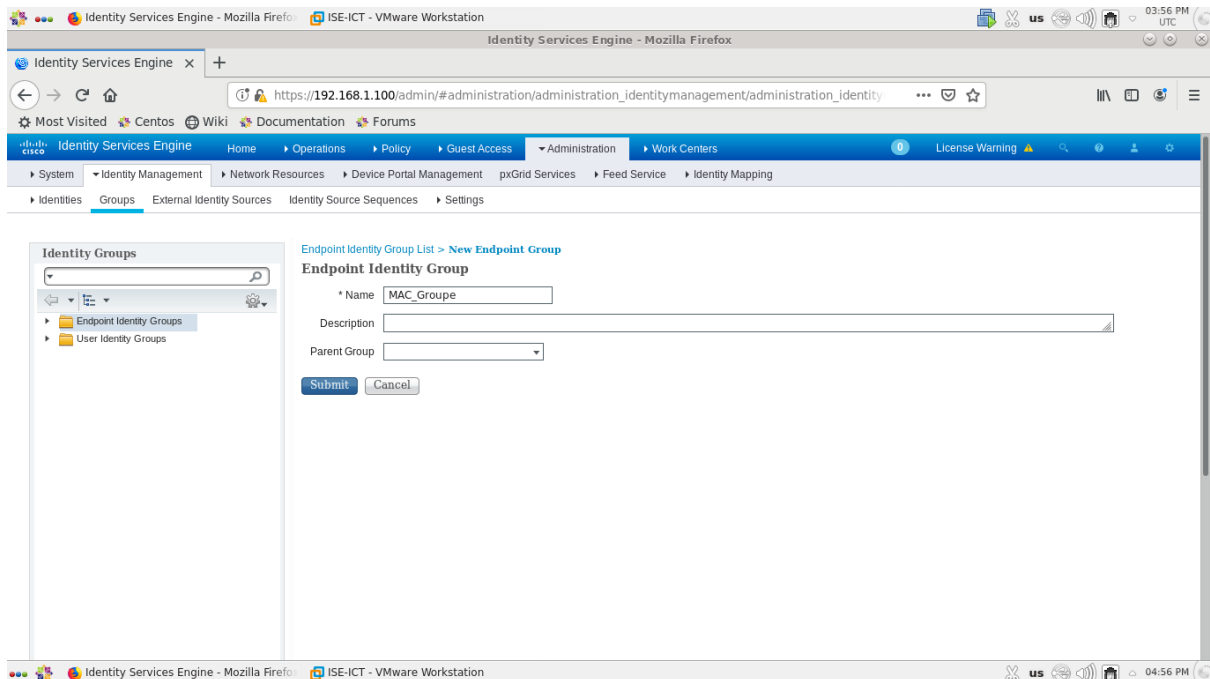 Identity Services Engine - Mozilla Firefo ISE-ICT - VMware Workstation us 03:56 PM
UTC
Identity Services Engine - Mozilla Firefox
Identity Services Engine × +
https://192.168.1.100/admin/#administration/administration_identitymanagement/administration_identity
Most Visited Centos Wiki Documentation Forums
cisco Identity Services Engine Home Operations Policy Guest Access Administration Work Centers 0 License Warning
System Identity Management Network Resources Device Portal Management pxGrid Services Feed Service Identity Mapping
Identities Groups External Identity Sources Identity Source Sequences Settings
Identity Groups
Endpoint Identity Groups
User Identity Groups
Endpoint Identity Group List > New Endpoint Group
Endpoint Identity Group
* Name MAC_Groupe
Description
Parent Group
Submit Cancel
Identity Services Engine - Mozilla Firefo ISE-ICT - VMware Workstation us 04:56 PM